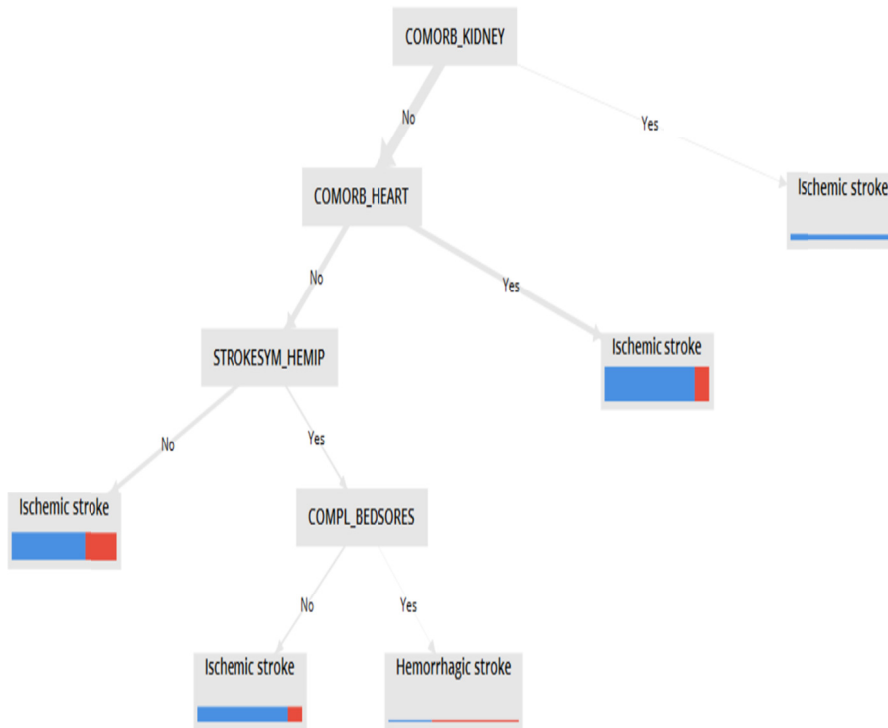 COMORB_KIDNEY
No
Yes
COMORB_HEART
Ischemic stroke
No
Yes
STROKESYM_HEMIP
Ischemic stroke
No
Yes
Ischemic stroke
COMPL_BEDSORES
No
Yes
Ischemic stroke
Hemorrhagic stroke